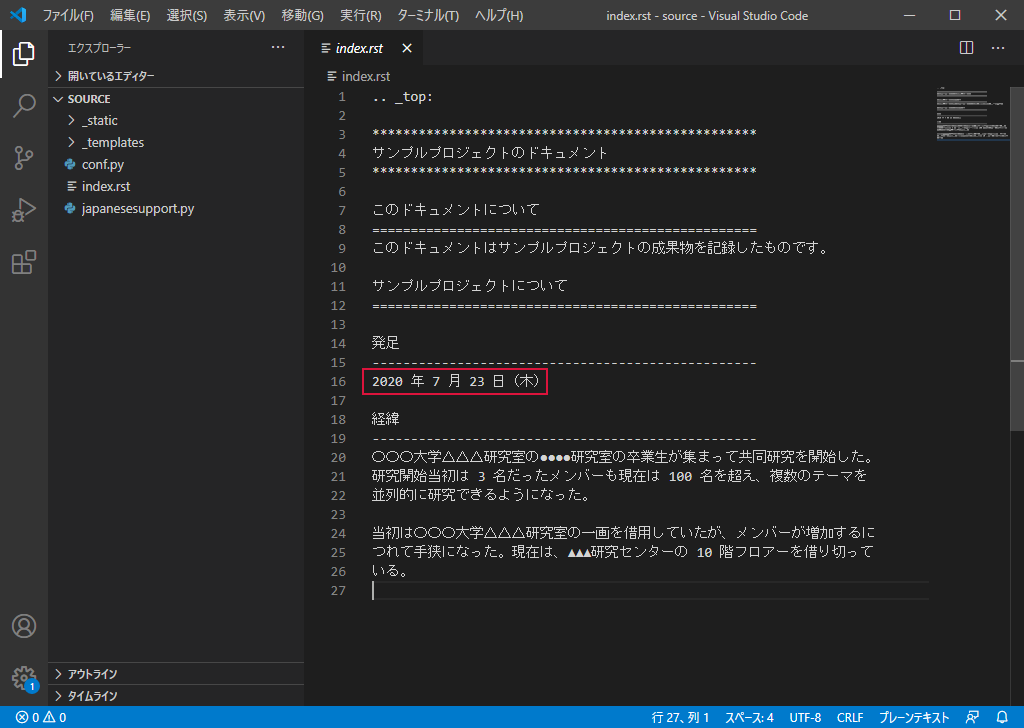 ファイル(F) 編集(E) 選択(S) 表示(V) 移動(G) 実行(R) ターミナル(T) ヘルプ(H) index.rst - source - Visual Studio Code
エクスプローラー
開いているエディター
SOURCE
_static
_templates
conf.py
index.rst
japanesesupport.py
アウトライン
タイムライン
index.rst
index.rst
1 .. _top:
2
3 **************************************************
4 サンプルプロジェクトのドキュメント
5 **************************************************
6
7 このドキュメントについて
8 ==================================================
9 このドキュメントはサンプルプロジェクトの成果物を記録したものです。
10
11 サンプルプロジェクトについて
12 ==================================================
13
14 発足
15 --------------------------------------------------
16 2020 年 7 月 23 日（木）
17
18 経緯
19 --------------------------------------------------
20 〇〇〇大学△△△研究室の●●●●研究室の卒業生が集まって共同研究を開始した。
21 研究開始当初は 3 名だったメンバーも現在は 100 名を超え、複数のテーマを
22 並列的に研究できるようになった。
23
24 当初は〇〇〇大学△△△研究室の一画を借用していたが、メンバーが増加するに
25 つれて手狭になった。現在は、▲▲▲研究センターの 10 階フロアーを借り切って
26 いる。
27
1
0 0 行 27、列 1 スペース: 4 UTF-8 CRLF プレーンテキスト